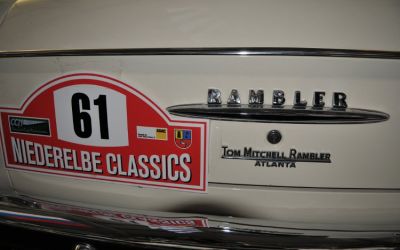 61
NIEDERELBE CLASSICS
RAMBLER
TOM MITCHELL RAMBLER
ATLANTA